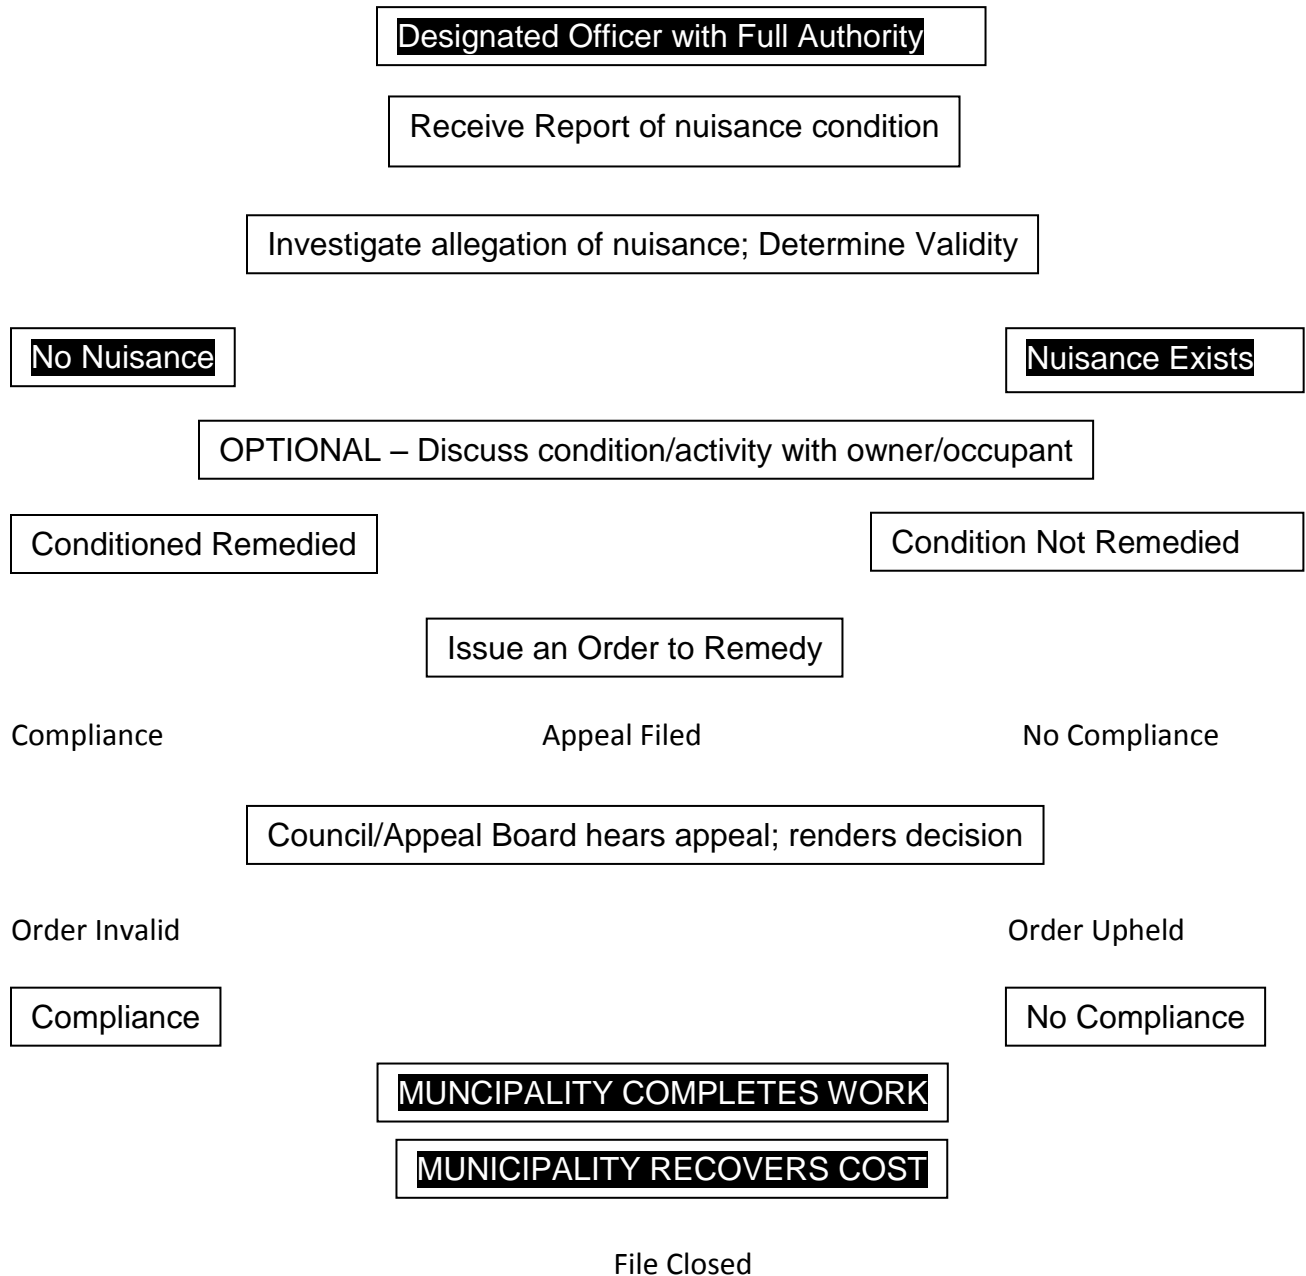 Designated Officer with Full Authority
Receive Report of nuisance condition
Investigate allegation of nuisance; Determine Validity
No Nuisance
Nuisance Exists
OPTIONAL – Discuss condition/activity with owner/occupant
Conditioned Remedied
Condition Not Remedied
Issue an Order to Remedy
Compliance
Appeal Filed
No Compliance
Council/Appeal Board hears appeal; renders decision
Order Invalid
Order Upheld
Compliance
No Compliance
MUNCIPALITY COMPLETES WORK
MUNICIPALITY RECOVERS COST
File Closed